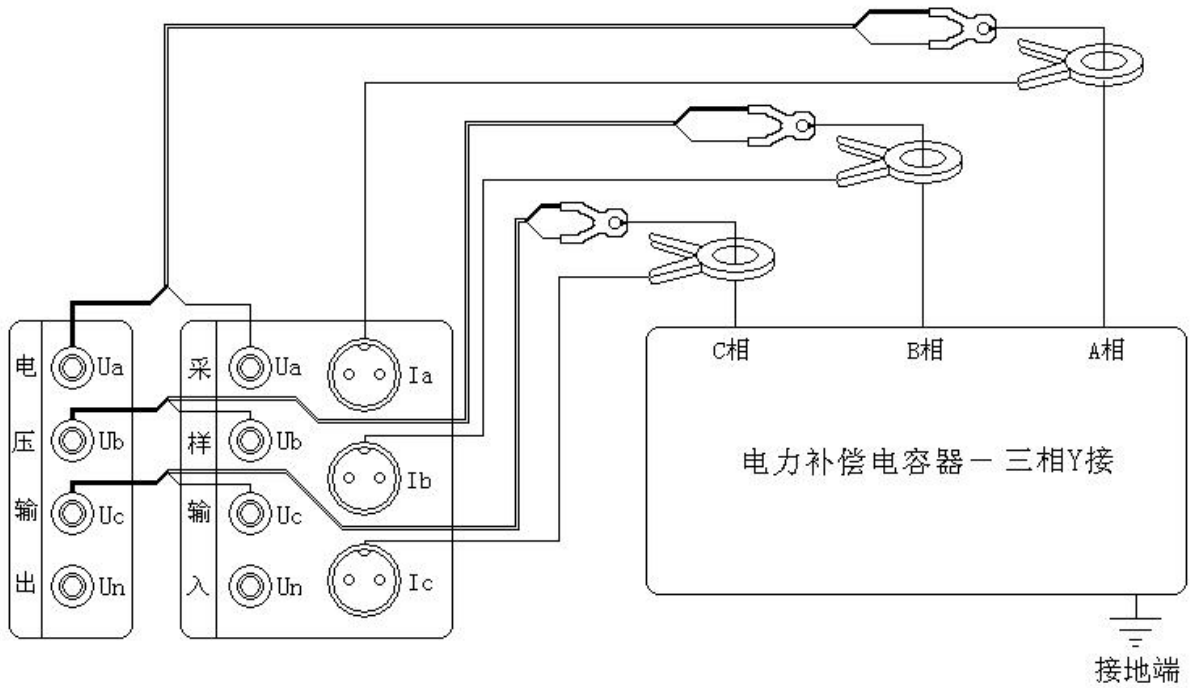 C相
B相
A相
电 Ua
采 Ua
Ia
压 Ub
样 Ub
Ib
输 Uc
输 Uc
出 Un
入 Un
Ic
电力补偿电容器－三相Y接
接地端